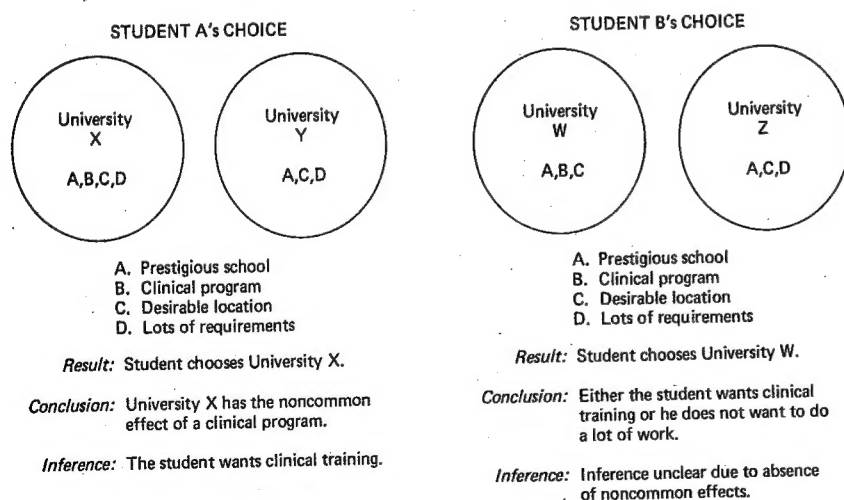 STUDENT A's CHOICE
University
X
A,B,C,D
University
Y
A,C,D
A. Prestigious school
B. Clinical program
C. Desirable location
D. Lots of requirements
Result: Student chooses University X.
Conclusion: University X has the noncommon
effect of a clinical program.
Inference: The student wants clinical training.
STUDENT B's CHOICE
University
W
A,B,C
University
Z
A,C,D
A. Prestigious school
B. Clinical program
C. Desirable location
D. Lots of requirements
Result: Student chooses University W.
Conclusion: Either the student wants clinical
training or he does not want to do
a lot of work.
Inference: Inference unclear due to absence
of noncommon effects.